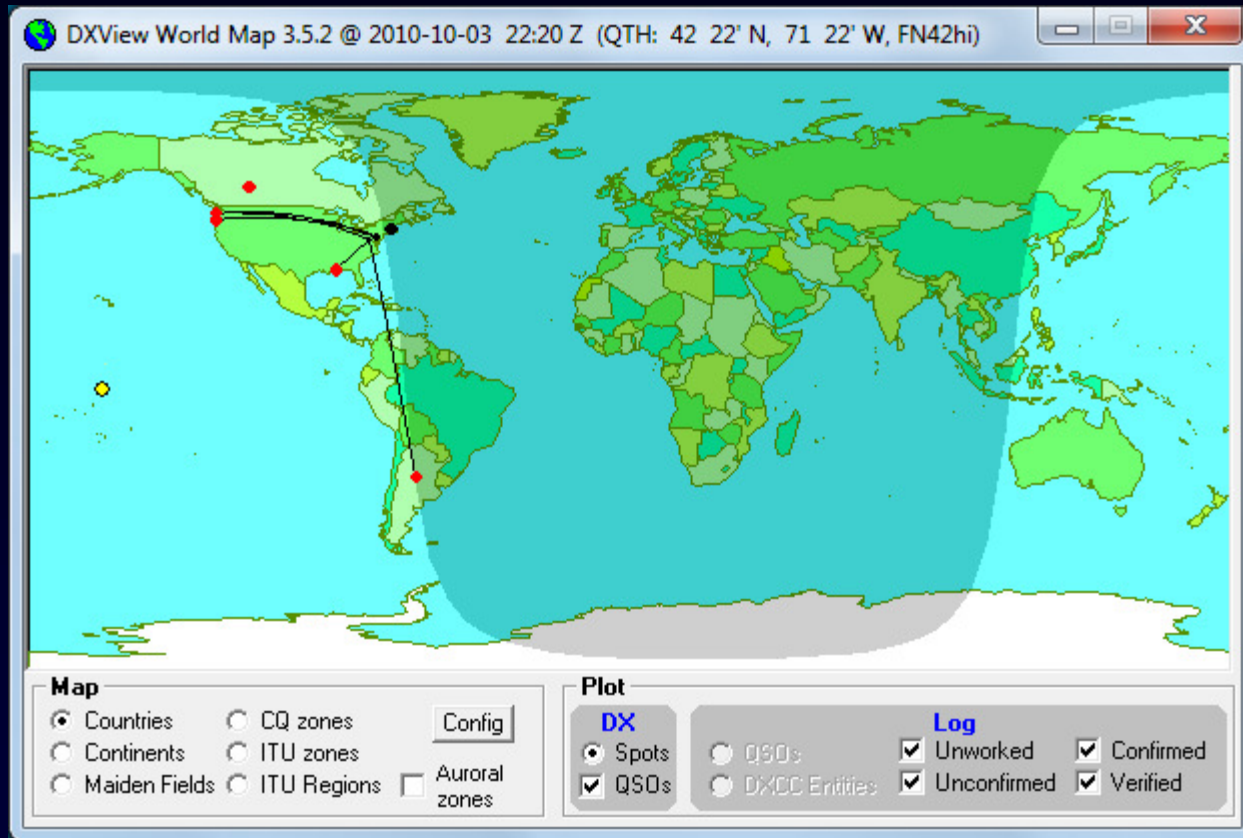 DXView World Map 3.5.2 @ 2010-10-03 22:20 Z (QTH: 42 22' N, 71 22' W, FN42hi)
Map
Countries
CQ zones
Config
Continents
ITU zones
Maiden Fields
ITU Regions
Auroral
zones
Plot
DX
Spots
QSOs
Log
QSOs
Unworked
Confirmed
DXCC Entities
Unconfirmed
Verified